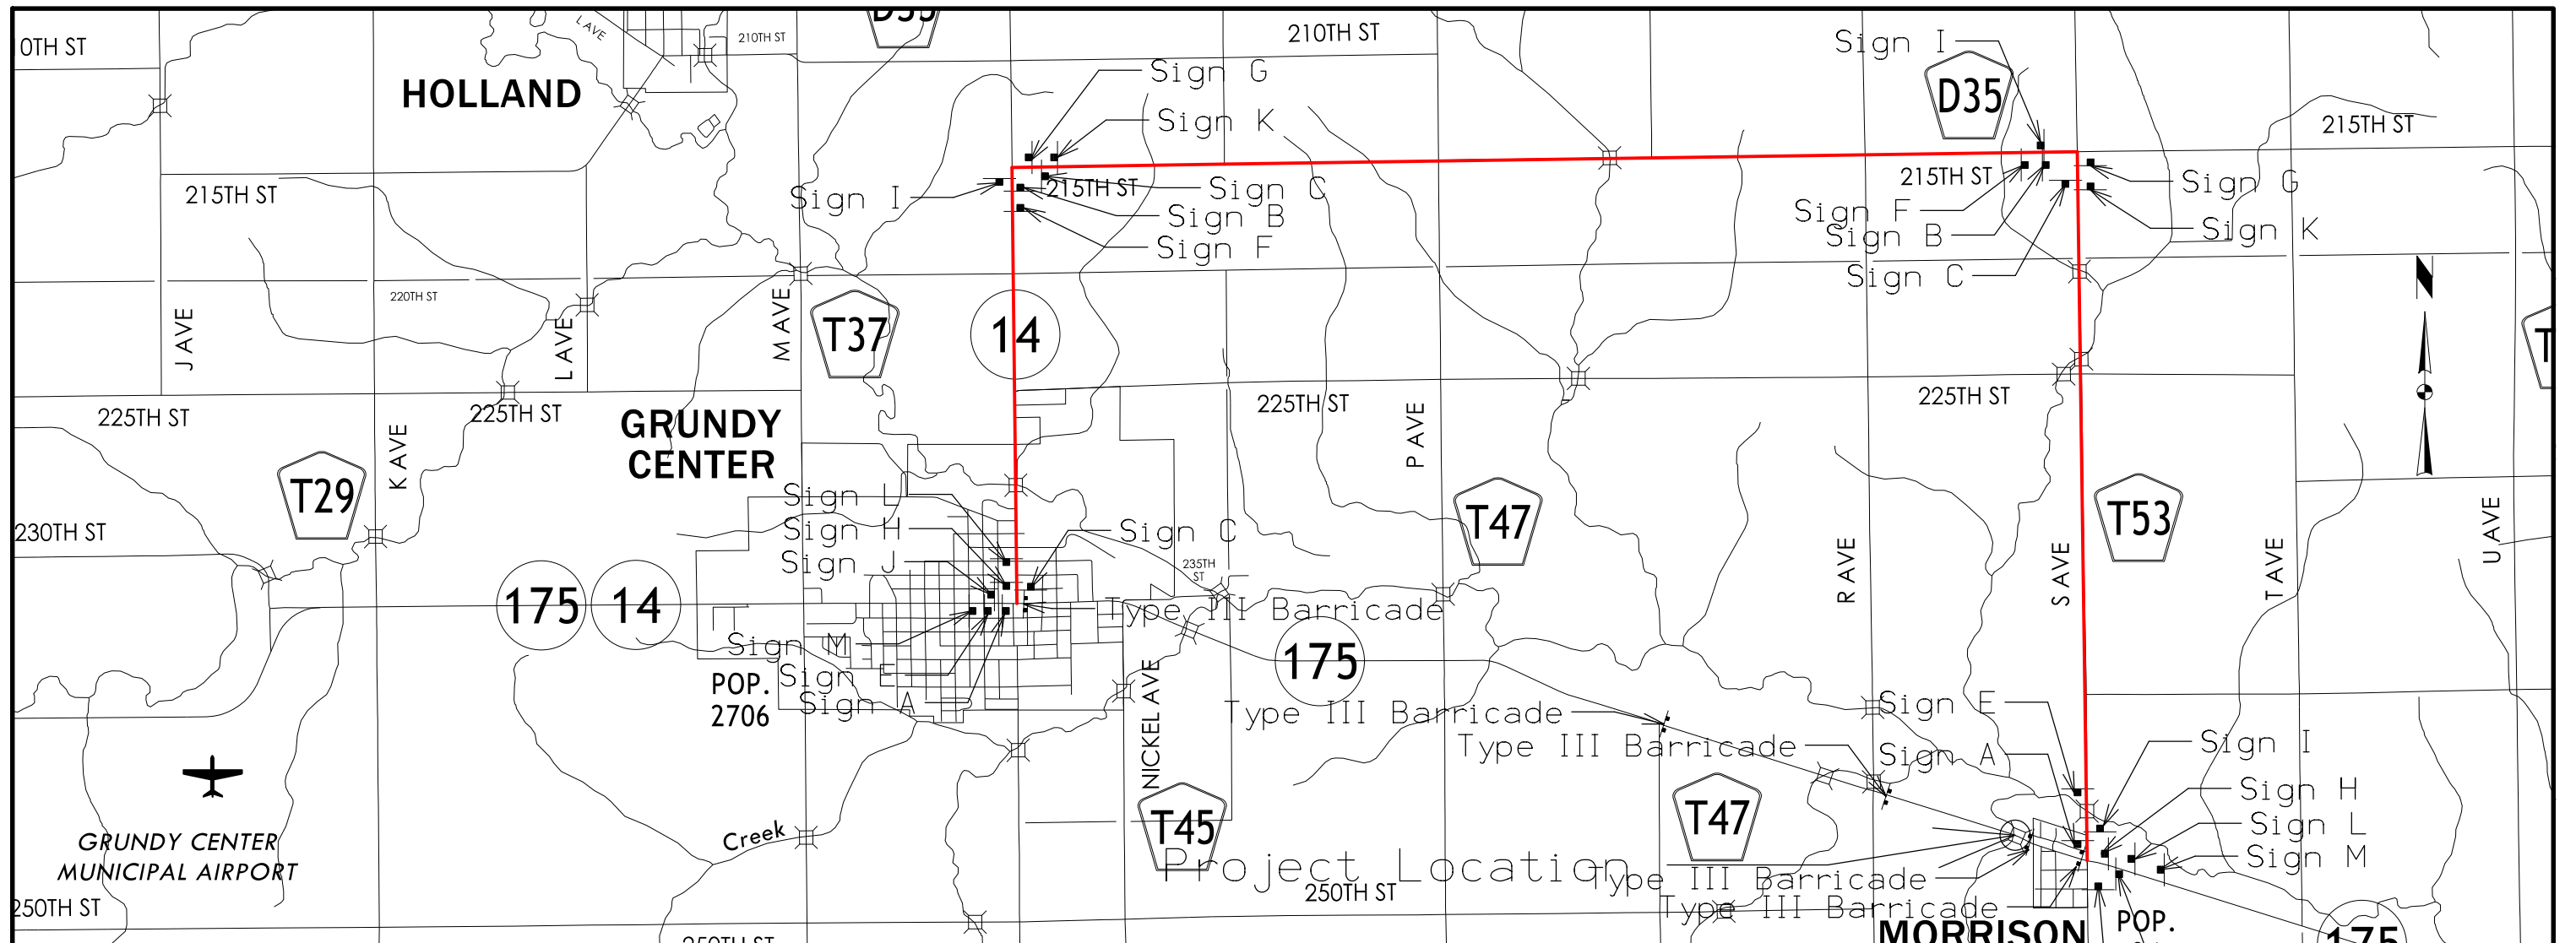 D35
L AVE
210TH ST
210TH ST
Sign I
0TH ST
Sign G
HOLLAND
D35
Sign K
215TH ST
215TH ST
215TH ST
215TH ST
Sign I
Sign C
Sign G
Sign B
Sign F
Sign K
Sign B
Sign F
Sign C
N
220TH ST
J AVE
L AVE
M AVE
T37
14
T
225TH ST
225TH ST
225TH ST
225TH ST
GRUNDY
CENTER
K AVE
P AVE
T29
Sign L
T47
T53
230TH ST
Sign H
Sign C
U AVE
Sign J
235TH
ST
R AVE
S AVE
T AVE
175
14
Type III Barricade
Sign M
175
Sign E
POP.
2706
Sign A
NICKEL AVE
Type III Barricade
Sign E
Type III Barricade
Sign A
Sign I
Sign H
T45
T47
Sign L
Creek
GRUNDY CENTER
MUNICIPAL AIRPORT
Sign M
Project Location
Type III Barricade
250TH ST
250TH ST
Type III Barricade
MORRISON
POP.
175
250TH ST